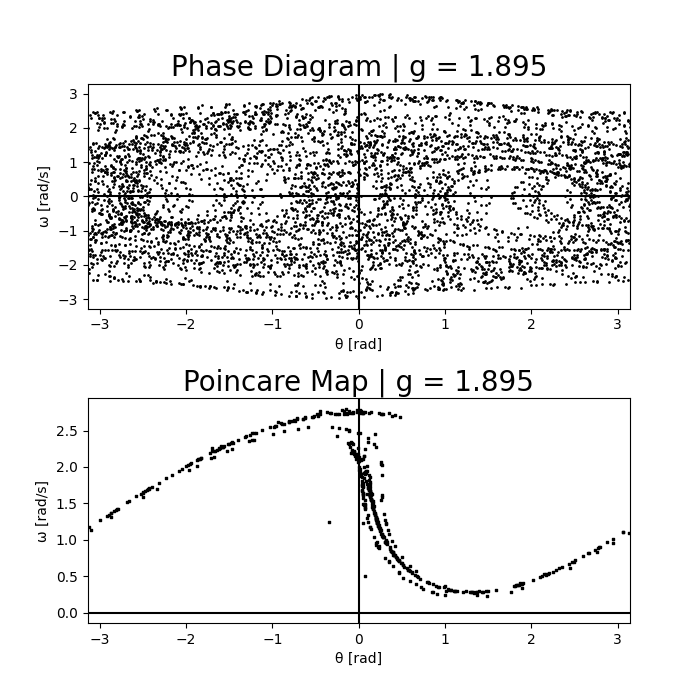 Phase Diagram | g = 1.895
3
2
1
0
−1
−2
−3
ω [rad/s]
−3 −2 −1 0 1 2 3
θ [rad]
Poincare Map | g = 1.895
2.5
2.0
1.5
1.0
0.5
0.0
ω [rad/s]
−3 −2 −1 0 1 2 3
θ [rad]